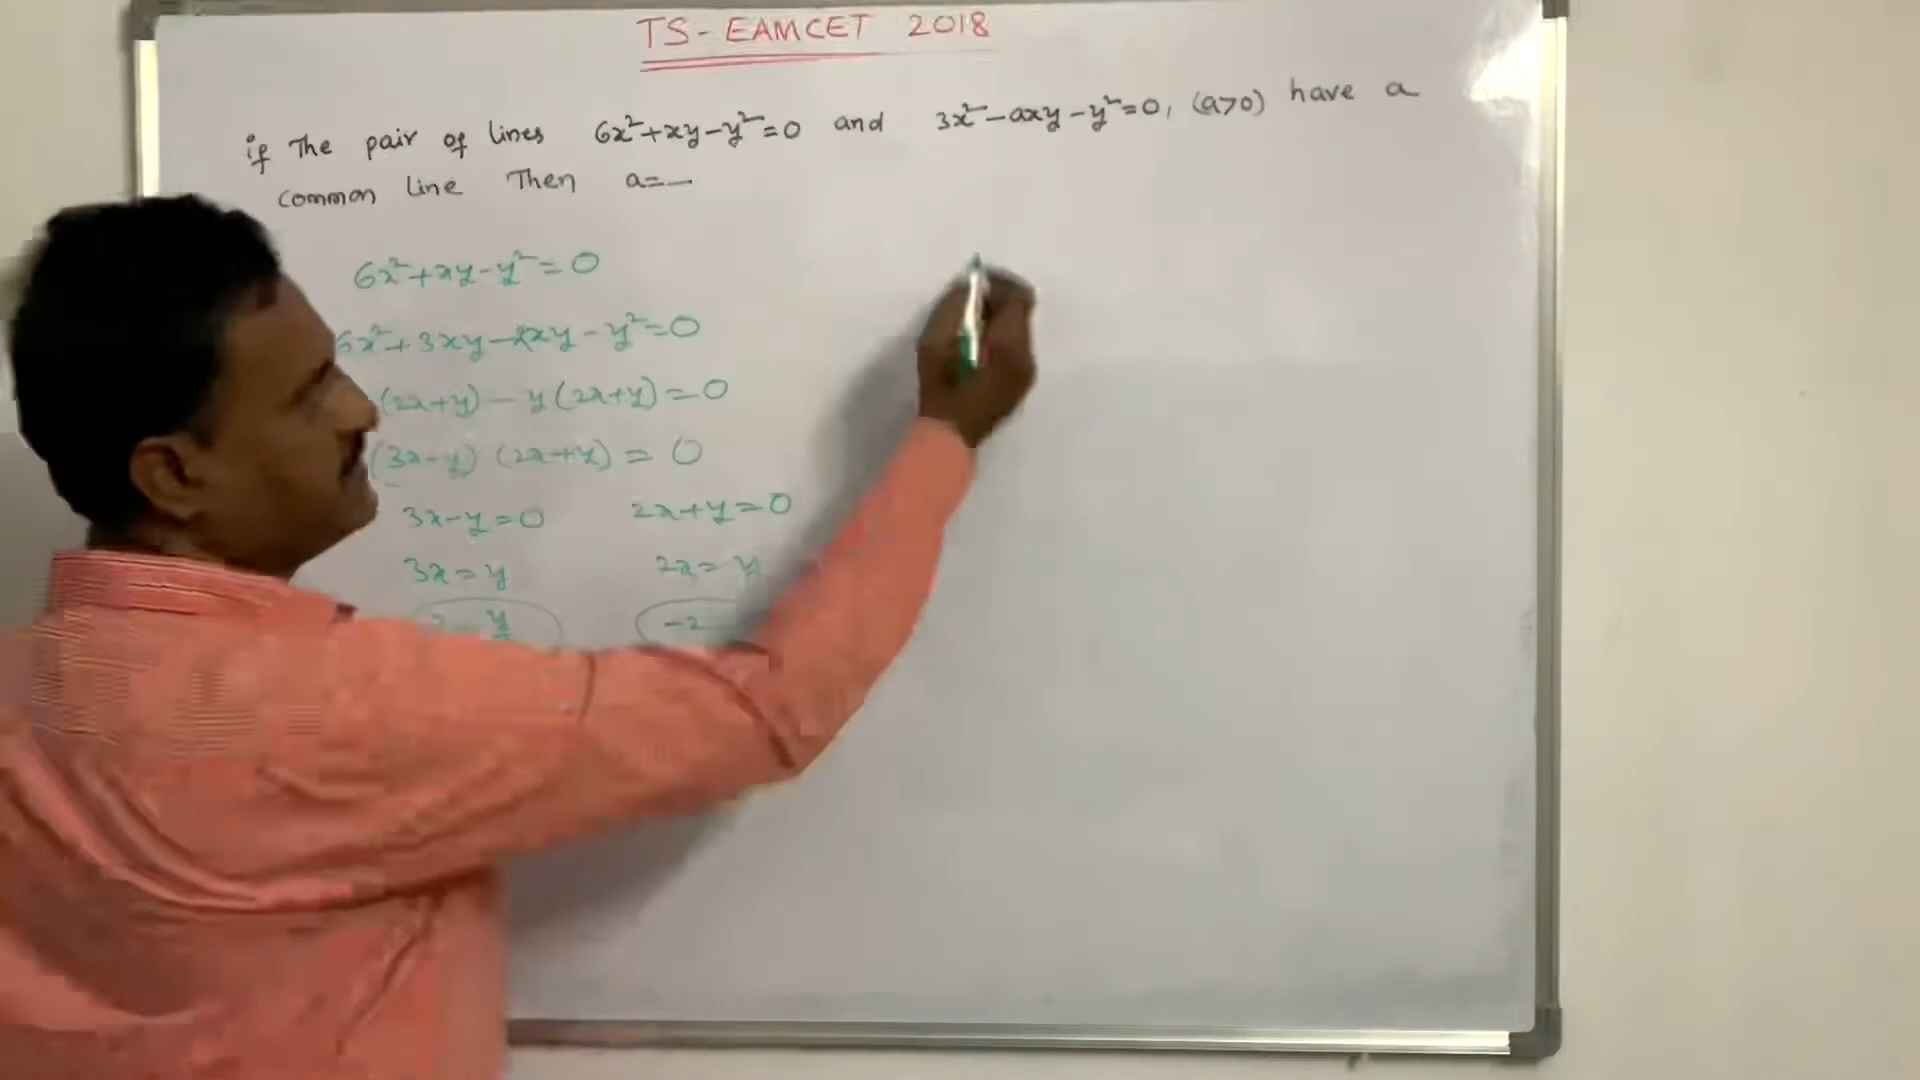 TS - EAMCET 2018
if The pair of lines 6x²+xy-y²=0 and 3x²-axy-y²=0, (a>0) have a
common line Then a=—
6x²+xy-y²=0
6x²+3xy-2xy-y²=0
(2x+y) - y(2x+y)=0
(3x-y) (2x+y) = 0
3x-y=0 2x+y=0
3x=y 2x=-y
y -2